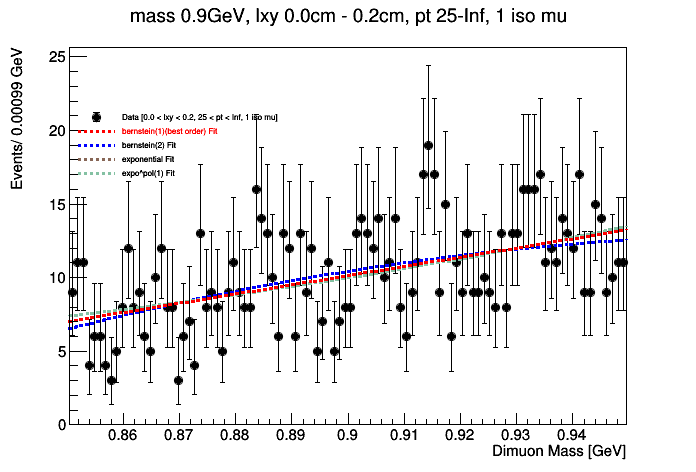 mass 0.9GeV, lxy 0.0cm - 0.2cm, pt 25-Inf, 1 iso mu
Events/ 0.00099 GeV
25
20
15
10
5
0
Data [0.0 < lxy < 0.2, 25 < pt < Inf, 1 iso mu]
bernstein(1)(best order) Fit
bernstein(2) Fit
exponential Fit
expo*pol(1) Fit
0.86 0.87 0.88 0.89 0.9 0.91 0.92 0.93 0.94
Dimuon Mass [GeV]